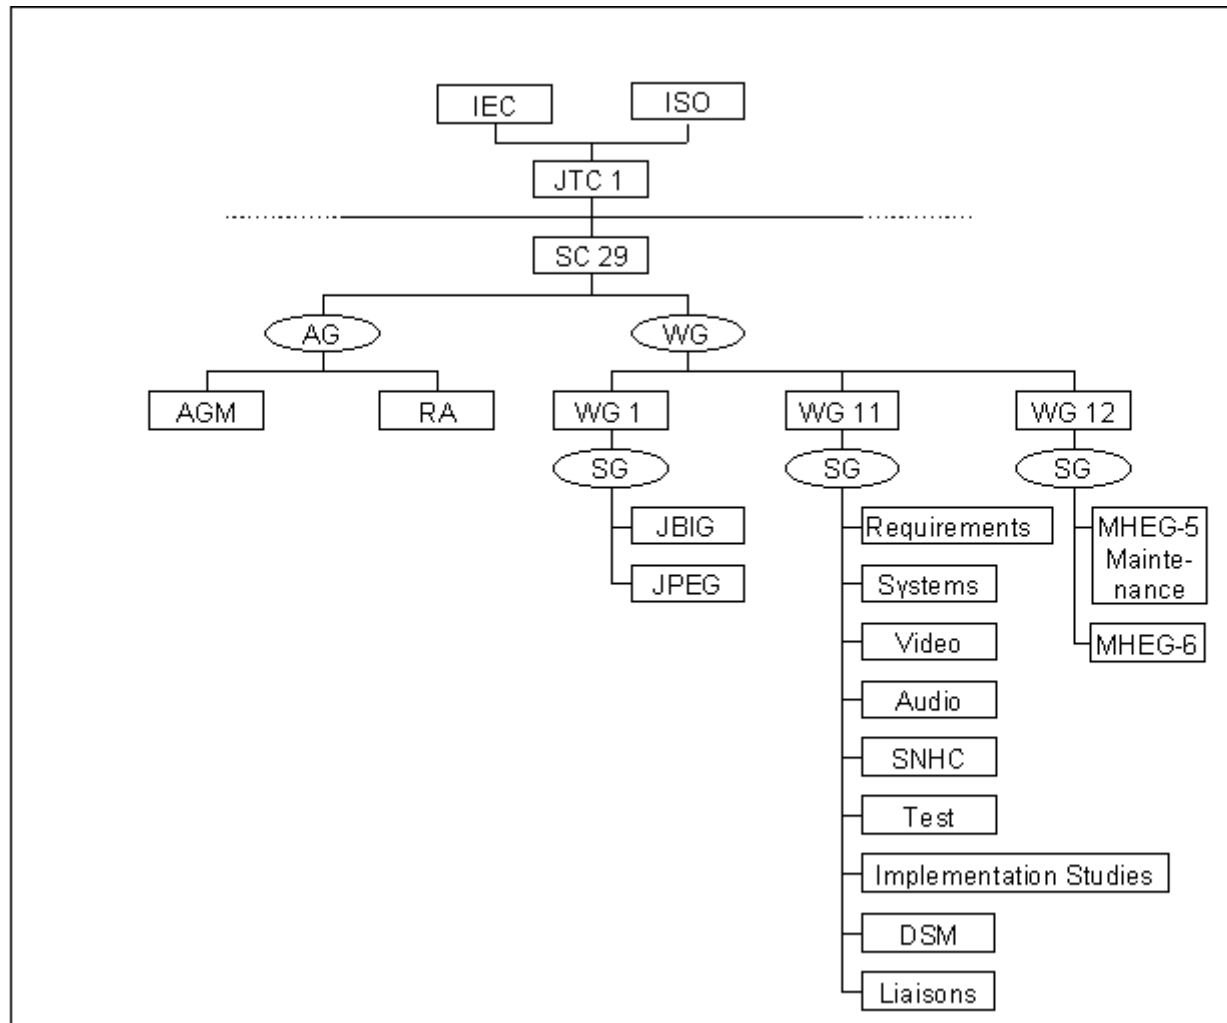 IEC
ISO
JTC 1
SC 29
AG
WG
AGM
RA
WG 1
WG 11
WG 12
SG
SG
SG
JBIG
JPEG
Requirements
Systems
Video
Audio
SNHC
Test
Implementation Studies
DSM
Liaisons
MHEG-5
Mainte-
nance
MHEG-6